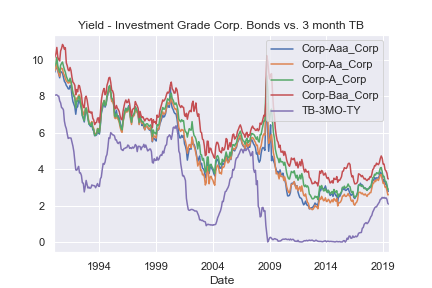 Yield - Investment Grade Corp. Bonds vs. 3 month TB
Corp-Aaa_Corp
Corp-Aa_Corp
Corp-A_Corp
Corp-Baa_Corp
TB-3MO-TY
10
8
6
4
2
0
1994 1999 2004 2009 2014 2019
Date